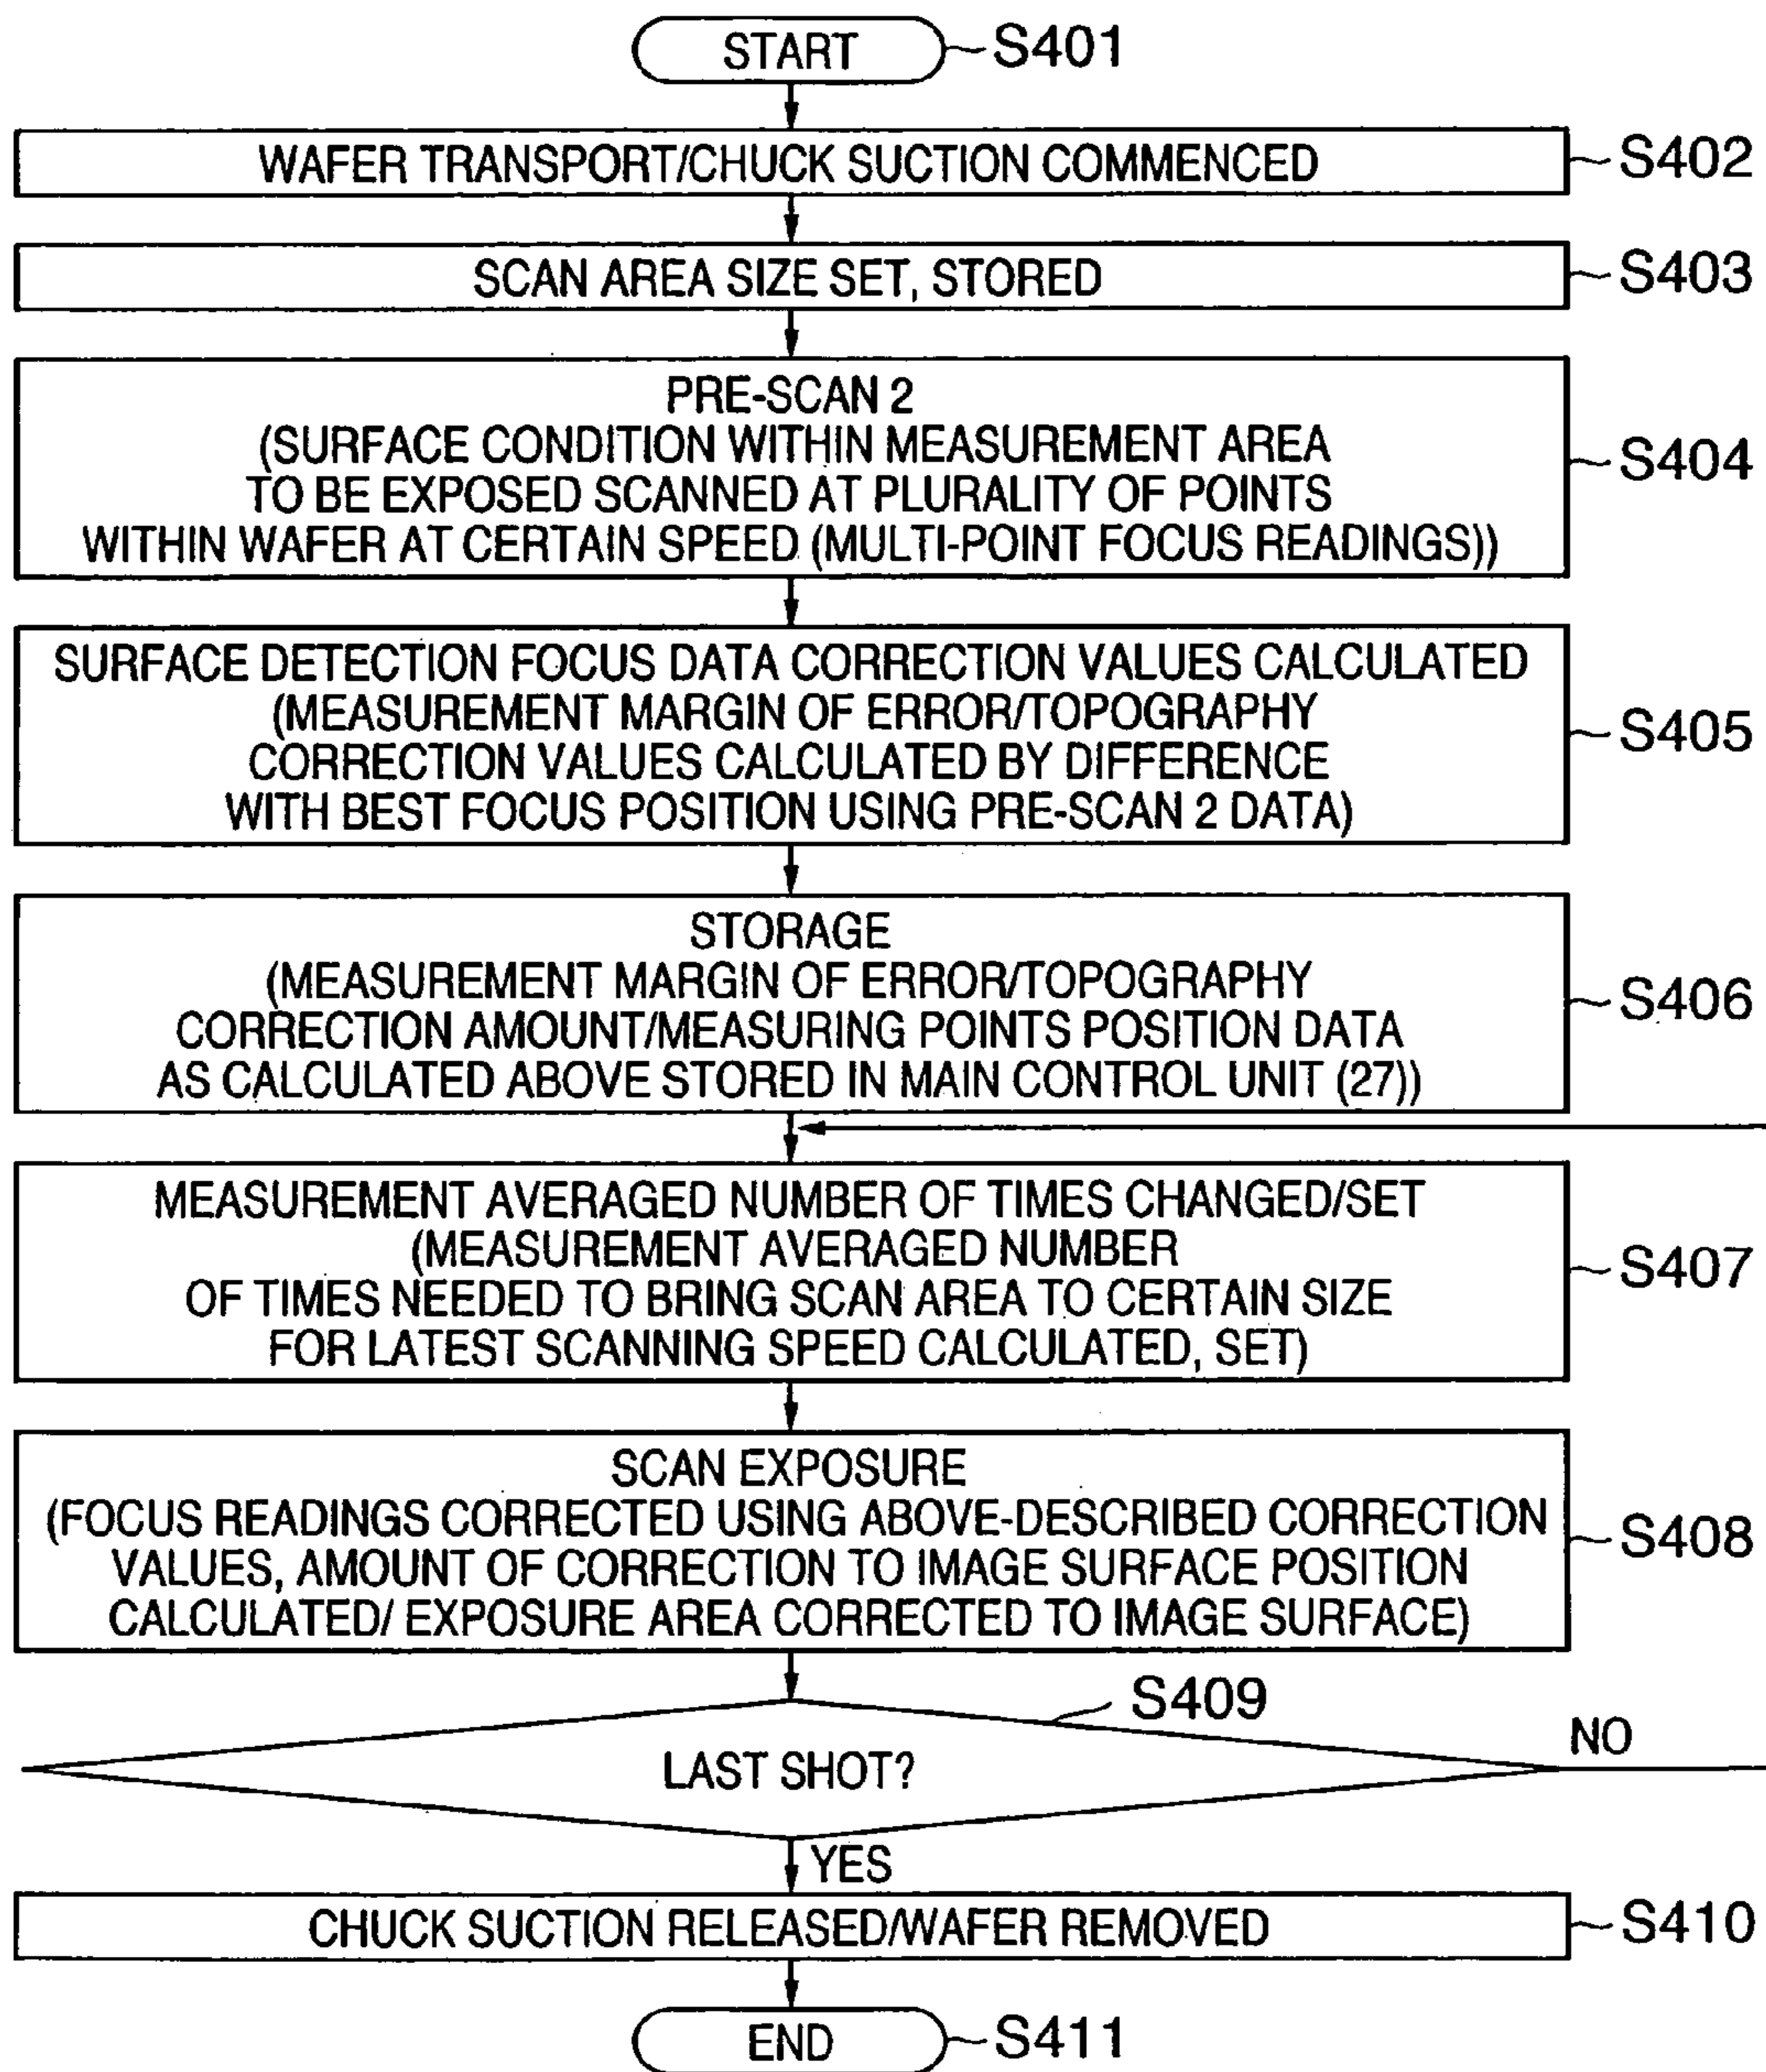 START
S401
WAFER TRANSPORT/CHUCK SUCTION COMMENCED
S402
SCAN AREA SIZE SET, STORED
S403
PRE-SCAN 2
(SURFACE CONDITION WITHIN MEASUREMENT AREA
TO BE EXPOSED SCANNED AT PLURALITY OF POINTS
WITHIN WAFER AT CERTAIN SPEED (MULTI-POINT FOCUS READINGS))
S404
SURFACE DETECTION FOCUS DATA CORRECTION VALUES CALCULATED
(MEASUREMENT MARGIN OF ERROR/TOPOGRAPHY
CORRECTION VALUES CALCULATED BY DIFFERENCE
WITH BEST FOCUS POSITION USING PRE-SCAN 2 DATA)
S405
STORAGE
(MEASUREMENT MARGIN OF ERROR/TOPOGRAPHY
CORRECTION AMOUNT/MEASURING POINTS POSITION DATA
AS CALCULATED ABOVE STORED IN MAIN CONTROL UNIT (27))
S406
MEASUREMENT AVERAGED NUMBER OF TIMES CHANGED/SET
(MEASUREMENT AVERAGED NUMBER
OF TIMES NEEDED TO BRING SCAN AREA TO CERTAIN SIZE
FOR LATEST SCANNING SPEED CALCULATED, SET)
S407
SCAN EXPOSURE
(FOCUS READINGS CORRECTED USING ABOVE-DESCRIBED CORRECTION
VALUES, AMOUNT OF CORRECTION TO IMAGE SURFACE POSITION
CALCULATED/ EXPOSURE AREA CORRECTED TO IMAGE SURFACE)
S408
S409
LAST SHOT?
NO
YES
CHUCK SUCTION RELEASED/WAFER REMOVED
S410
END
S411